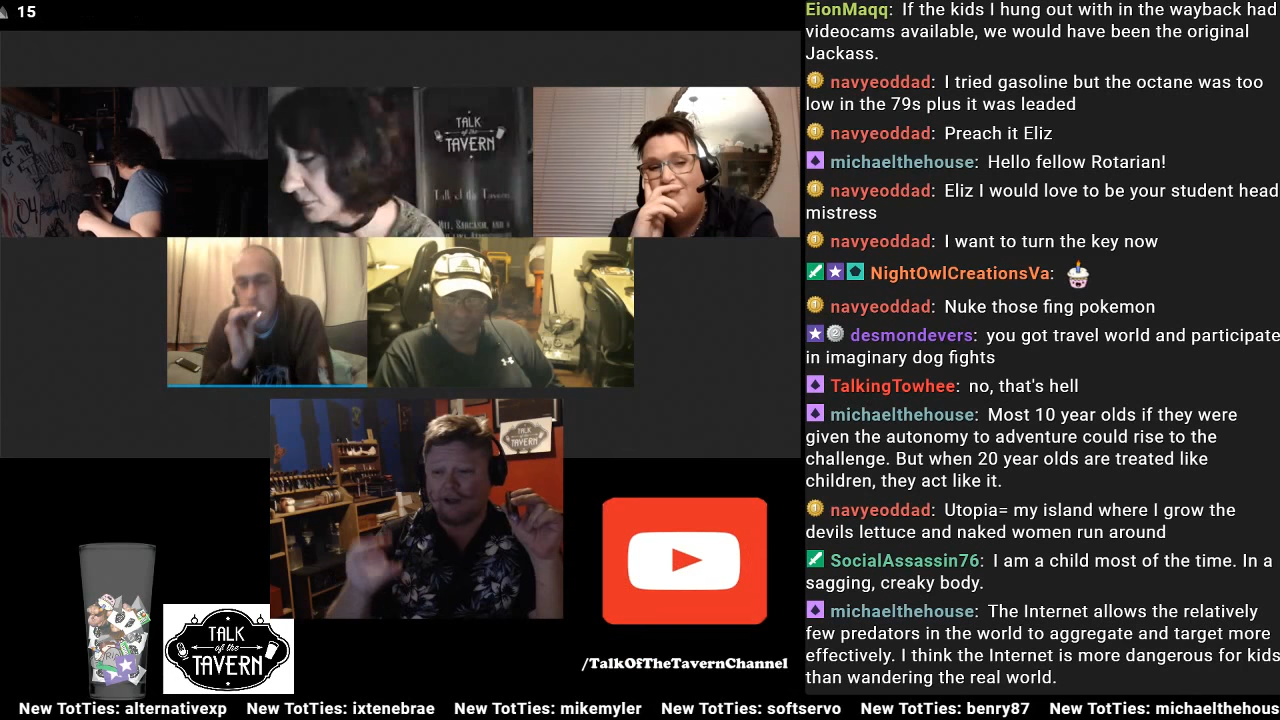 15
TALK
of the
TAVERN
Talk of the Tavern
Wit, Sarcasm, and a
TALK
of the
TAVERN
TALK
of the
TAVERN
/TalkOfTheTavernChannel
EionMaqq: If the kids I hung out with in the wayback had
videocams available, we would have been the original
Jackass.
navyeoddad: I tried gasoline but the octane was too
low in the 79s plus it was leaded
navyeoddad: Preach it Eliz
michaelthehouse: Hello fellow Rotarian!
navyeoddad: Eliz I would love to be your student head
mistress
navyeoddad: I want to turn the key now
NightOwlCreationsVa:
navyeoddad: Nuke those fing pokemon
desmondevers: you got travel world and participate
in imaginary dog fights
TalkingTowhee: no, that's hell
michaelthehouse: Most 10 year olds if they were
given the autonomy to adventure could rise to the
challenge. But when 20 year olds are treated like
children, they act like it.
navyeoddad: Utopia= my island where I grow the
devils lettuce and naked women run around
SocialAssassin76: I am a child most of the time. In a
sagging, creaky body.
michaelthehouse: The Internet allows the relatively
few predators in the world to aggregate and target more
effectively. I think the Internet is more dangerous for kids
than wandering the real world.
New TotTies: alternativexp New TotTies: ixtenebrae New TotTies: mikemyler New TotTies: softservo New TotTies: benry87 New TotTies: michaelthehous